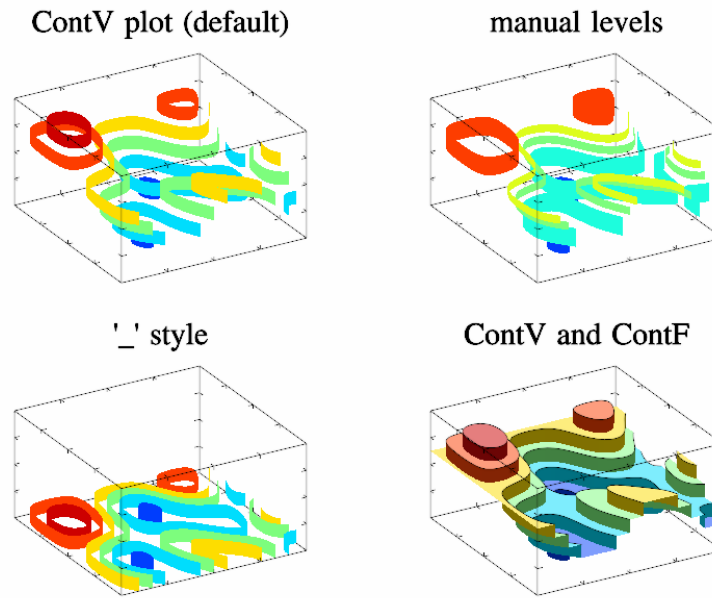 ContV plot (default)
manual levels
'_' style
ContV and ContF